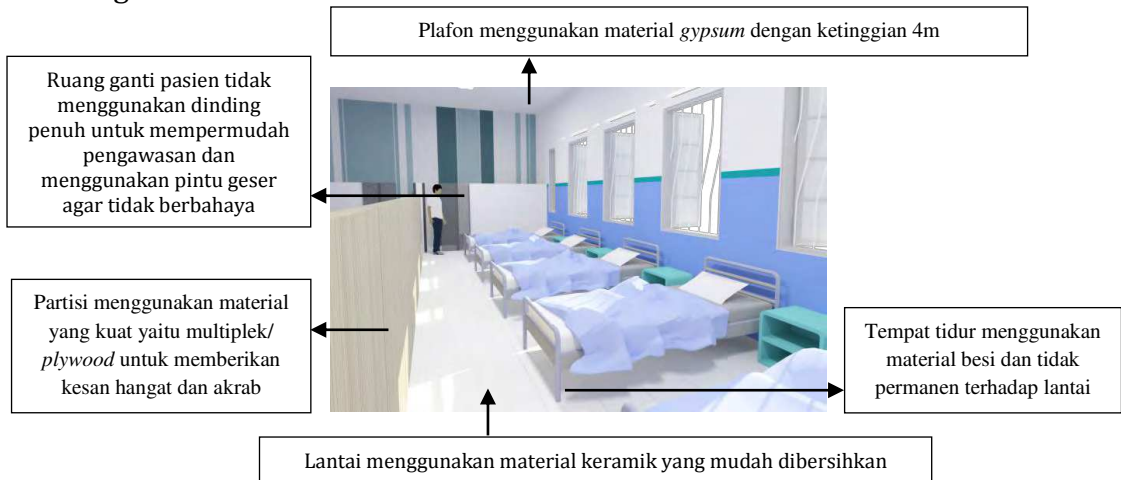 Plafon menggunakan material gypsum dengan ketinggian 4m
Ruang ganti pasien tidak
menggunakan dinding
penuh untuk mempermudah
pengawasan dan
menggunakan pintu geser
agar tidak berbahaya
Partisi menggunakan material
yang kuat yaitu multiplek/
plywood untuk memberikan
kesan hangat dan akrab
Tempat tidur menggunakan
material besi dan tidak
permanen terhadap lantai
Lantai menggunakan material keramik yang mudah dibersihkan